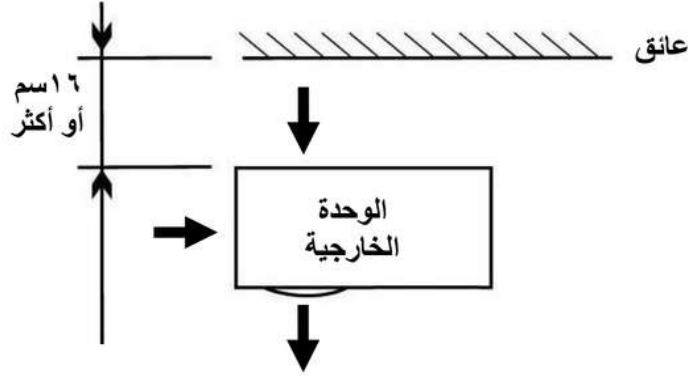 عائق
١٦سم
أو أكثر
الوحدة
الخارجية